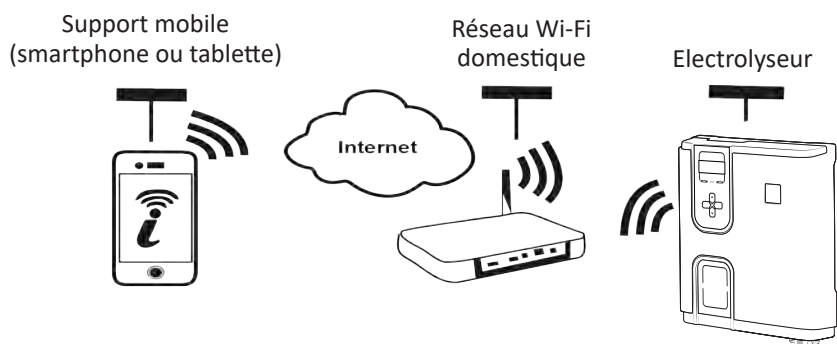 Support mobile
(smartphone ou tablette)
Réseau Wi-Fi
domestique
Electrolyseur
Internet
i